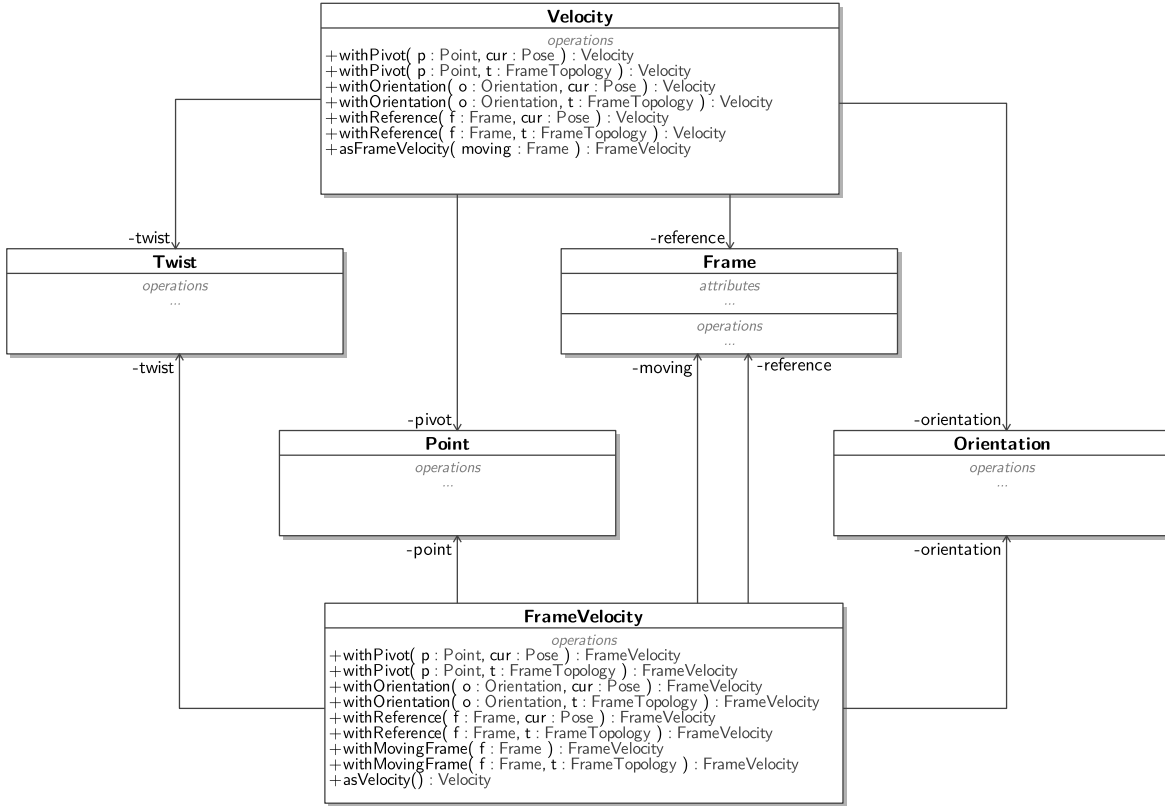 Velocity
operations
+withPivot( p : Point, cur : Pose ) : Velocity
+withPivot( p : Point, t : FrameTopology ) : Velocity
+withOrientation( o : Orientation, cur : Pose ) : Velocity
+withOrientation( o : Orientation, t : FrameTopology ) : Velocity
+withReference( f : Frame, cur : Pose ) : Velocity
+withReference( f : Frame, t : FrameTopology ) : Velocity
+asFrameVelocity( moving : Frame ) : FrameVelocity
-twist
-reference
Twist
operations
...
Frame
attributes
...
operations
...
-twist
-moving
-reference
-pivot
-orientation
Point
operations
...
Orientation
operations
...
-point
-orientation
FrameVelocity
operations
+withPivot( p : Point, cur : Pose ) : FrameVelocity
+withPivot( p : Point, t : FrameTopology ) : FrameVelocity
+withOrientation( o : Orientation, cur : Pose ) : FrameVelocity
+withOrientation( o : Orientation, t : FrameTopology ) : FrameVelocity
+withReference( f : Frame, cur : Pose ) : FrameVelocity
+withReference( f : Frame, t : FrameTopology ) : FrameVelocity
+withMovingFrame( f : Frame ) : FrameVelocity
+withMovingFrame( f : Frame, t : FrameTopology ) : FrameVelocity
+asVelocity() : Velocity